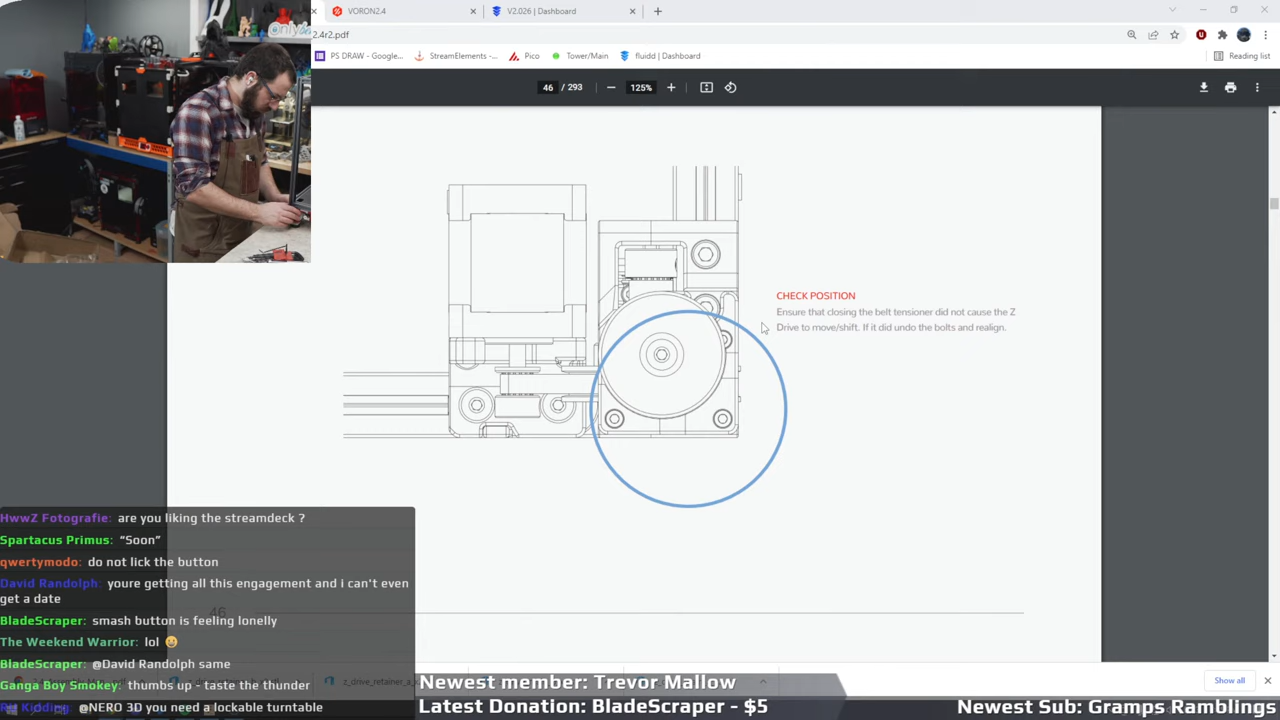 VORON2.4
V2.026 | Dashboard
2.4r2.pdf
PS DRAW - Google...
StreamElements -...
Pico
Tower/Main
fluidd | Dashboard
Reading list
46 / 293
125%
CHECK POSITION
Ensure that closing the belt tensioner did not cause the Z
Drive to move/shift. If it did undo the bolts and realign.
46
HwwZ Fotografie: are you liking the streamdeck ?
Spartacus Primus: “Soon”
qwertymodo: do not lick the button
David Randolph: youre getting all this engagement and i can't even
get a date
BladeScraper: smash button is feeling lonelly
The Weekend Warrior: lol
BladeScraper: @David Randolph same
Ganga Boy Smokey: thumbs up - taste the thunder
@NERO 3D you need a lockable turntable
Show all
Newest member: Trevor Mallow
Latest Donation: BladeScraper - $5
Newest Sub: Gramps Ramblings